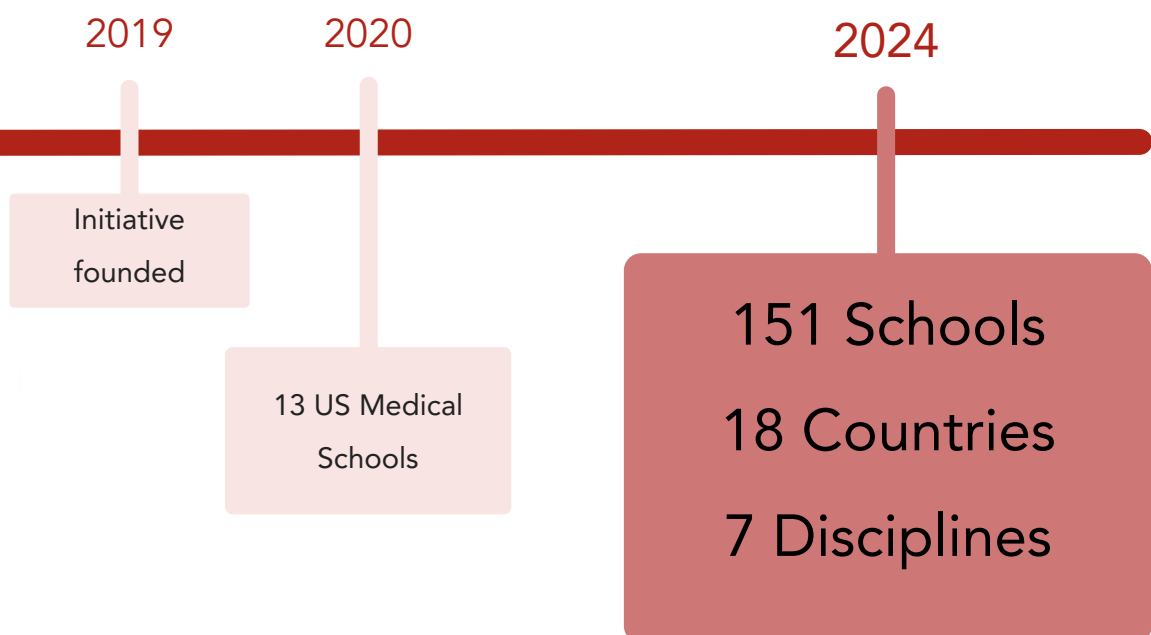 2019
2020
2024
Initiative
founded
13 US Medical
Schools
151 Schools
18 Countries
7 Disciplines